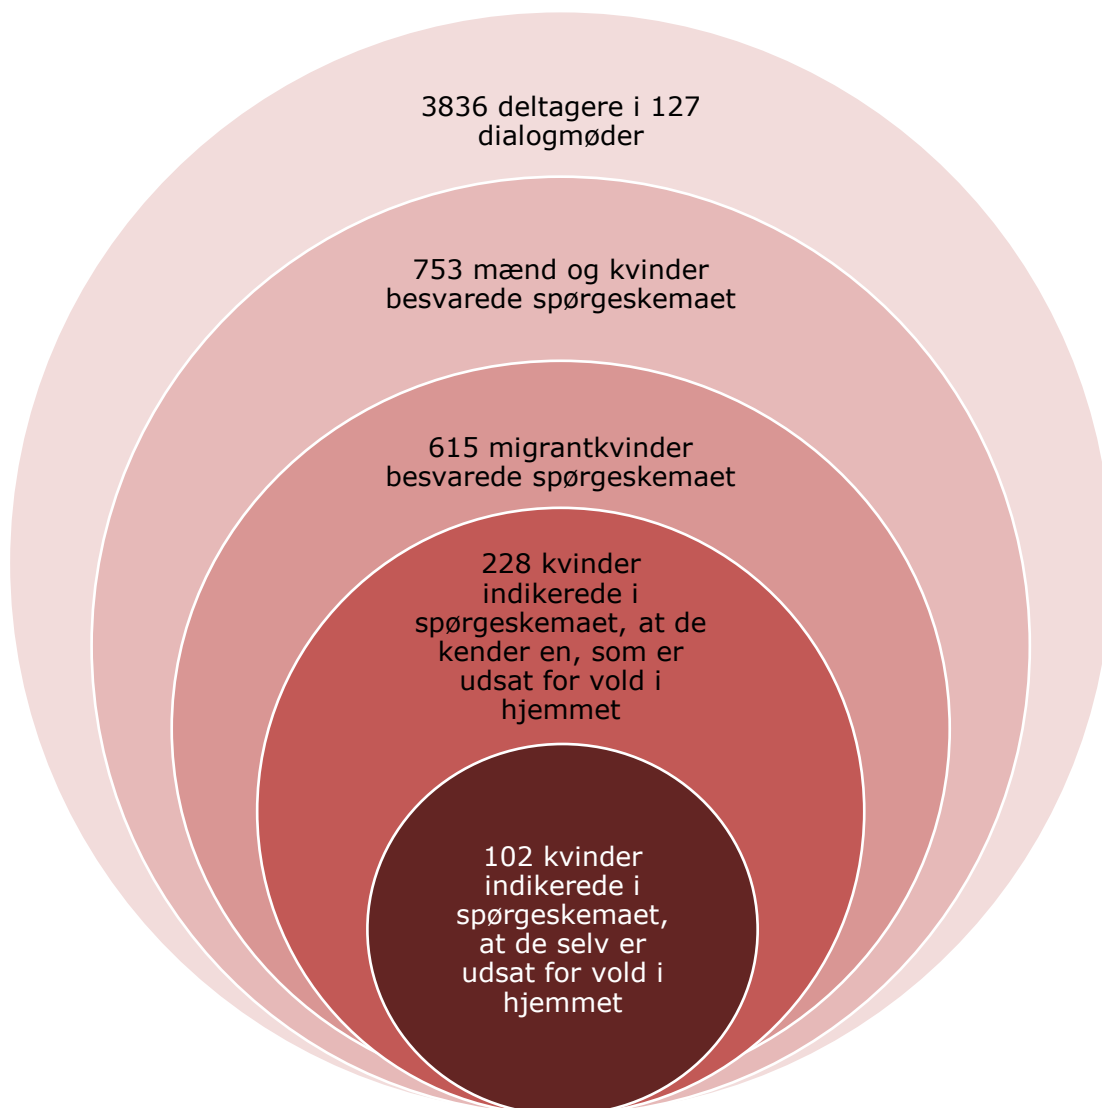 3836 deltagere i 127
dialogmøder
753 mænd og kvinder
besvarede spørgeskemaet
615 migrantkvinder
besvarede spørgeskemaet
228 kvinder
indikerede i
spørgeskemaet, at de
kender en, som er
udsat for vold i
hjemmet
102 kvinder
indikerede i
spørgeskemaet,
at de selv er
udsat for vold i
hjemmet